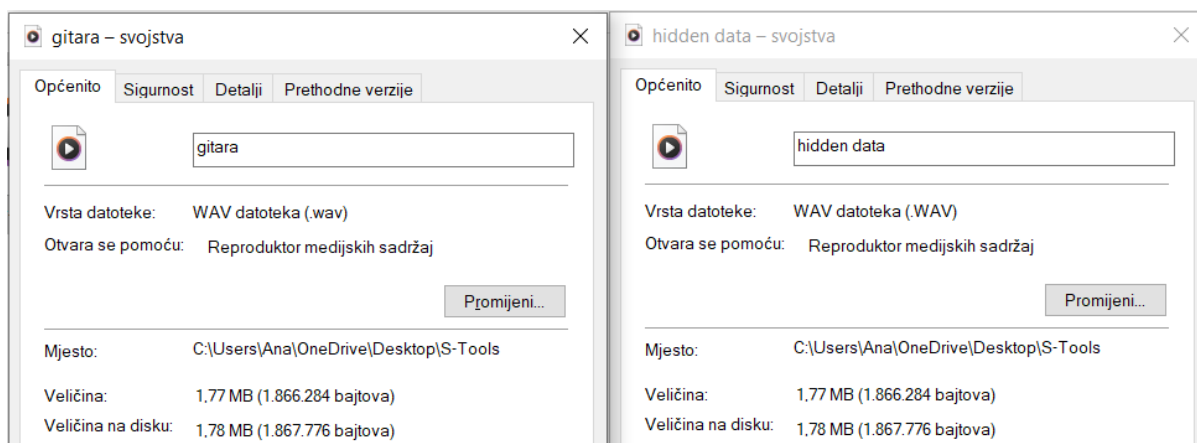 gitara – svojstva
Općenito Sigurnost Detalji Prethodne verzije
gitara
Vrsta datoteke: WAV datoteka (.wav)
Otvara se pomoću: Reproduktor medijskih sadržaj
Promijeni...
Mjesto: C:\Users\Ana\OneDrive\Desktop\S-Tools
Veličina: 1,77 MB (1.866.284 bajtova)
Veličina na disku: 1,78 MB (1.867.776 bajtova)
hidden data – svojstva
Općenito Sigurnost Detalji Prethodne verzije
hidden data
Vrsta datoteke: WAV datoteka (.WAV)
Otvara se pomoću: Reproduktor medijskih sadržaj
Promijeni...
Mjesto: C:\Users\Ana\OneDrive\Desktop\S-Tools
Veličina: 1,77 MB (1.866.284 bajtova)
Veličina na disku: 1,78 MB (1.867.776 bajtova)